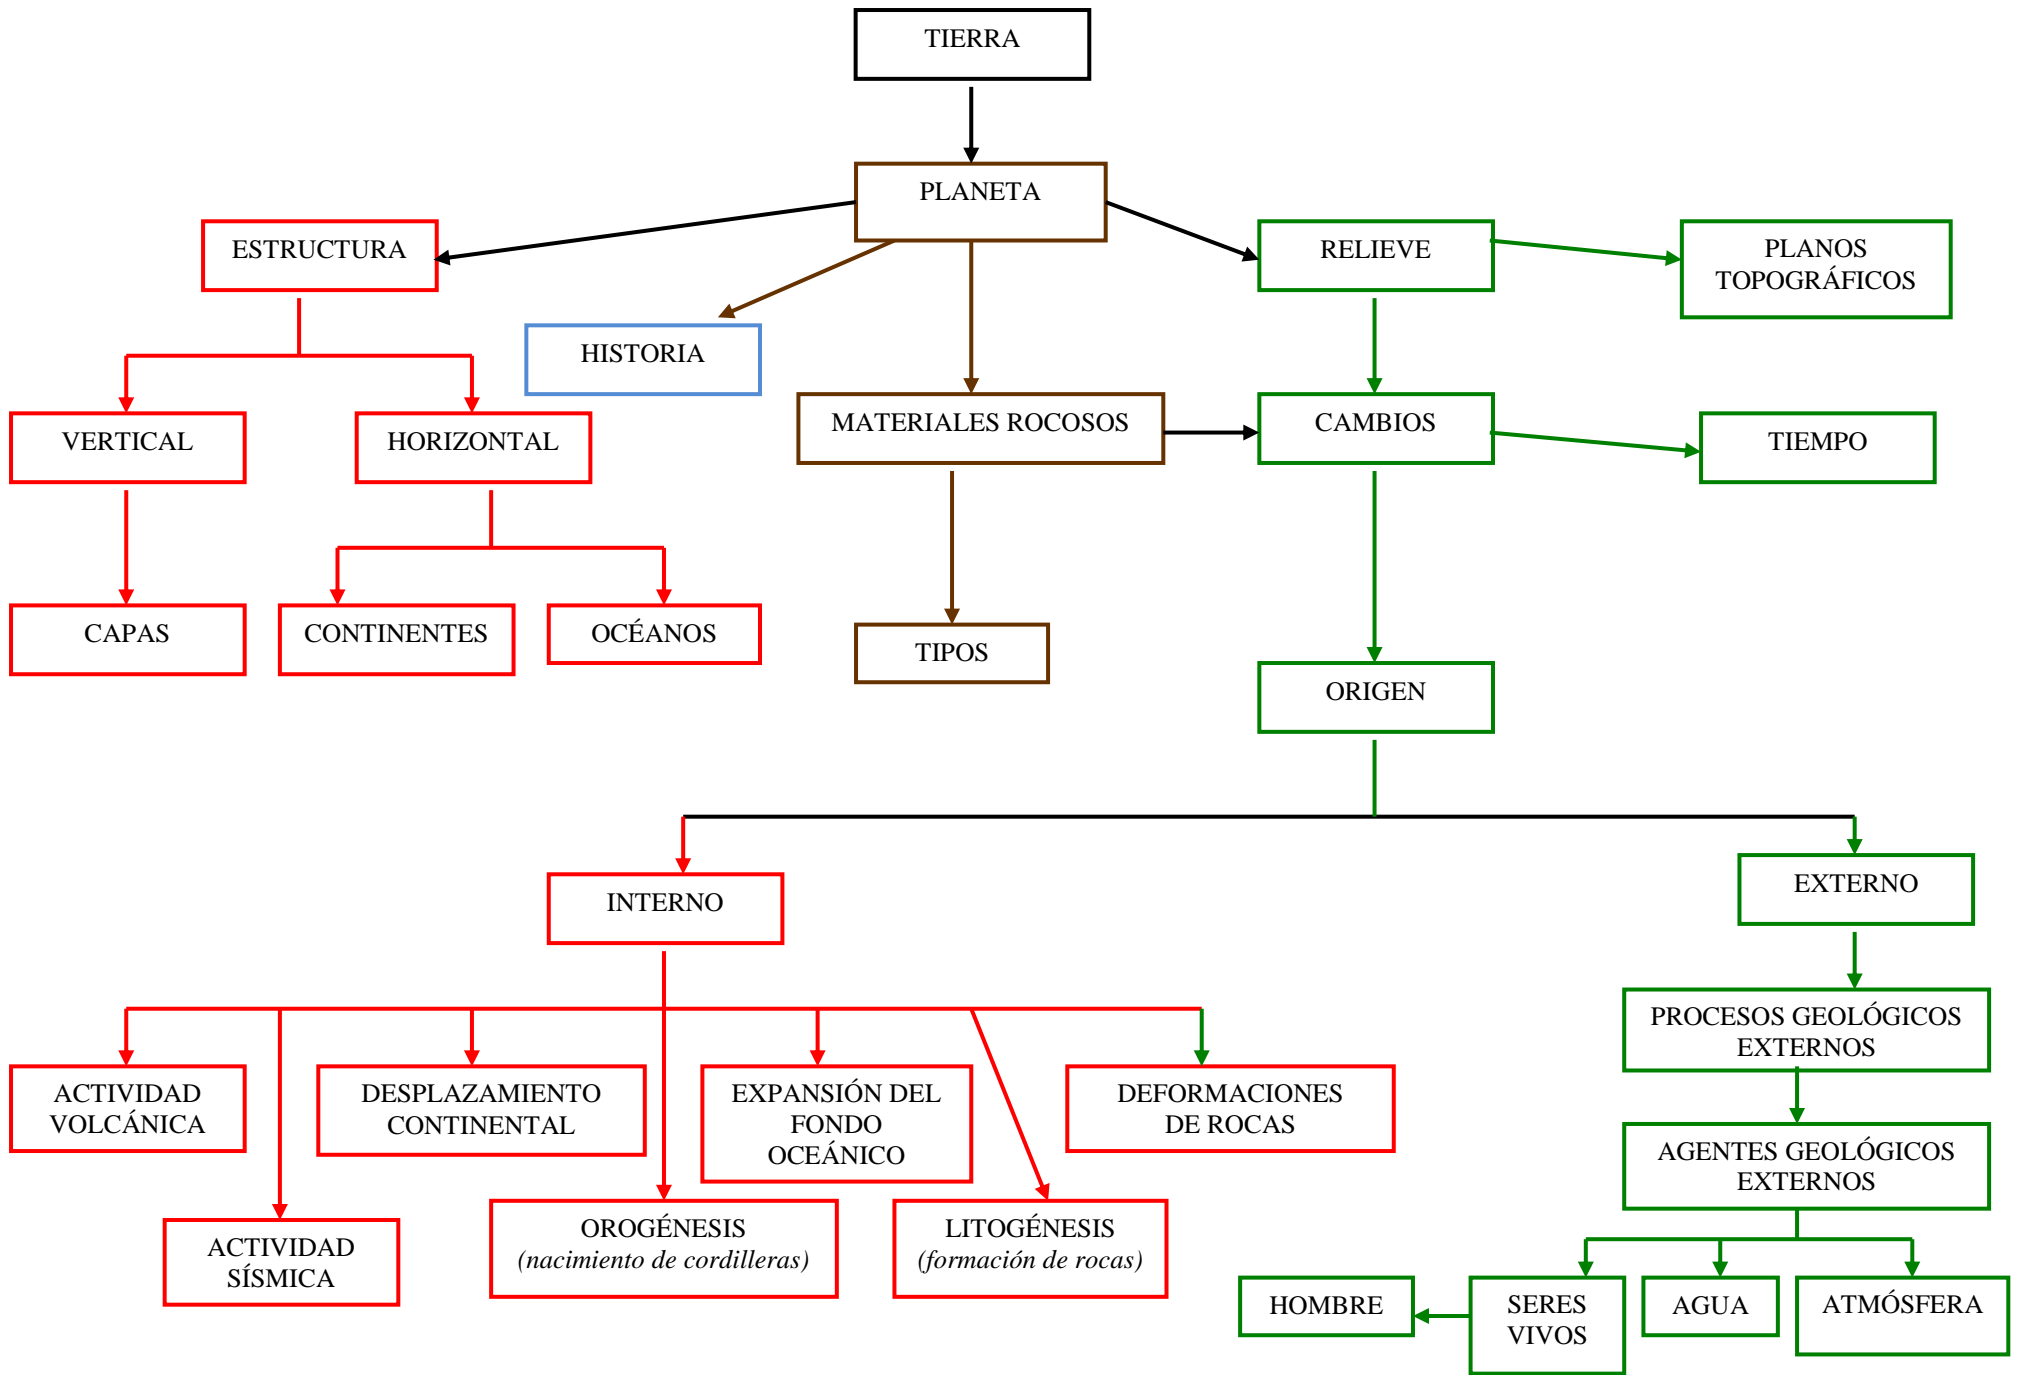 TIERRA
PLANETA
ESTRUCTURA
RELIEVE
PLANOS
TOPOGRÁFICOS
HISTORIA
VERTICAL
HORIZONTAL
MATERIALES ROCOSOS
CAMBIOS
TIEMPO
CAPAS
CONTINENTES
OCÉANOS
TIPOS
ORIGEN
INTERNO
EXTERNO
PROCESOS GEOLÓGICOS
EXTERNOS
ACTIVIDAD
VOLCÁNICA
DESPLAZAMIENTO
CONTINENTAL
EXPANSIÓN DEL
FONDO
OCEÁNICO
DEFORMACIONES
DE ROCAS
AGENTES GEOLÓGICOS
EXTERNOS
ACTIVIDAD
SÍSMICA
OROGÉNESIS
(nacimiento de cordilleras)
LITOGÉNESIS
(formación de rocas)
HOMBRE
SERES
VIVOS
AGUA
ATMÓSFERA